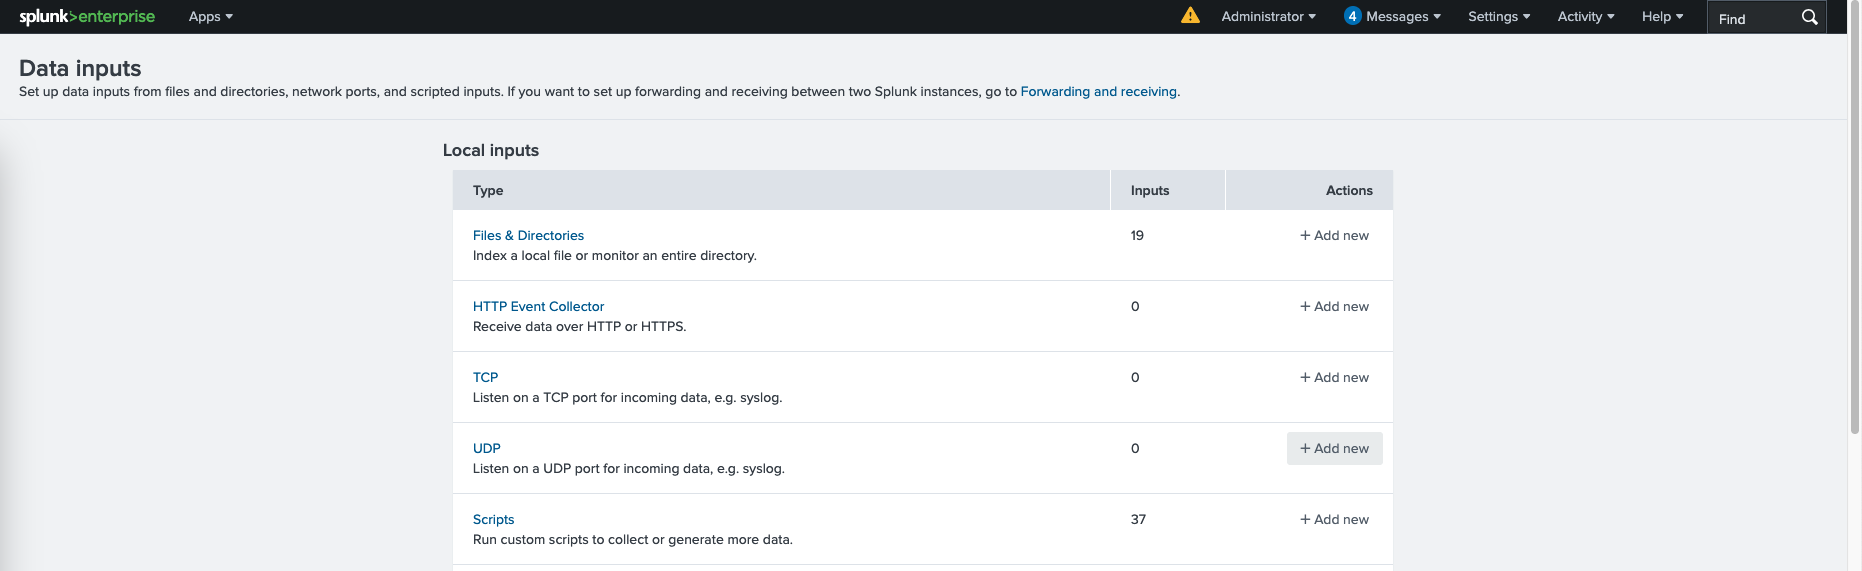 splunk>enterprise Apps Administrator 4 Messages Settings Activity Help Find
Data inputs
Set up data inputs from files and directories, network ports, and scripted inputs. If you want to set up forwarding and receiving between two Splunk instances, go to Forwarding and receiving.
Local inputs
Type Inputs Actions
Files & Directories 19 + Add new
Index a local file or monitor an entire directory.
HTTP Event Collector 0 + Add new
Receive data over HTTP or HTTPS.
TCP 0 + Add new
Listen on a TCP port for incoming data, e.g. syslog.
UDP 0 + Add new
Listen on a UDP port for incoming data, e.g. syslog.
Scripts 37 + Add new
Run custom scripts to collect or generate more data.